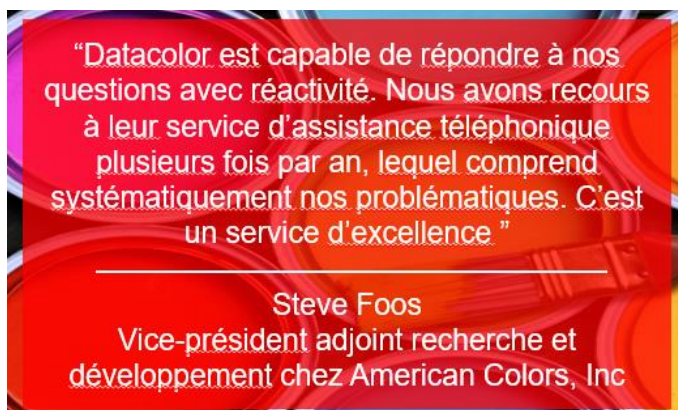 “Datacolor est capable de répondre à nos
questions avec réactivité. Nous avons recours
à leur service d’assistance téléphonique
plusieurs fois par an, lequel comprend
systématiquement nos problématiques. C’est
un service d’excellence ”
Steve Foos
Vice-président adjoint recherche et
développement chez American Colors, Inc